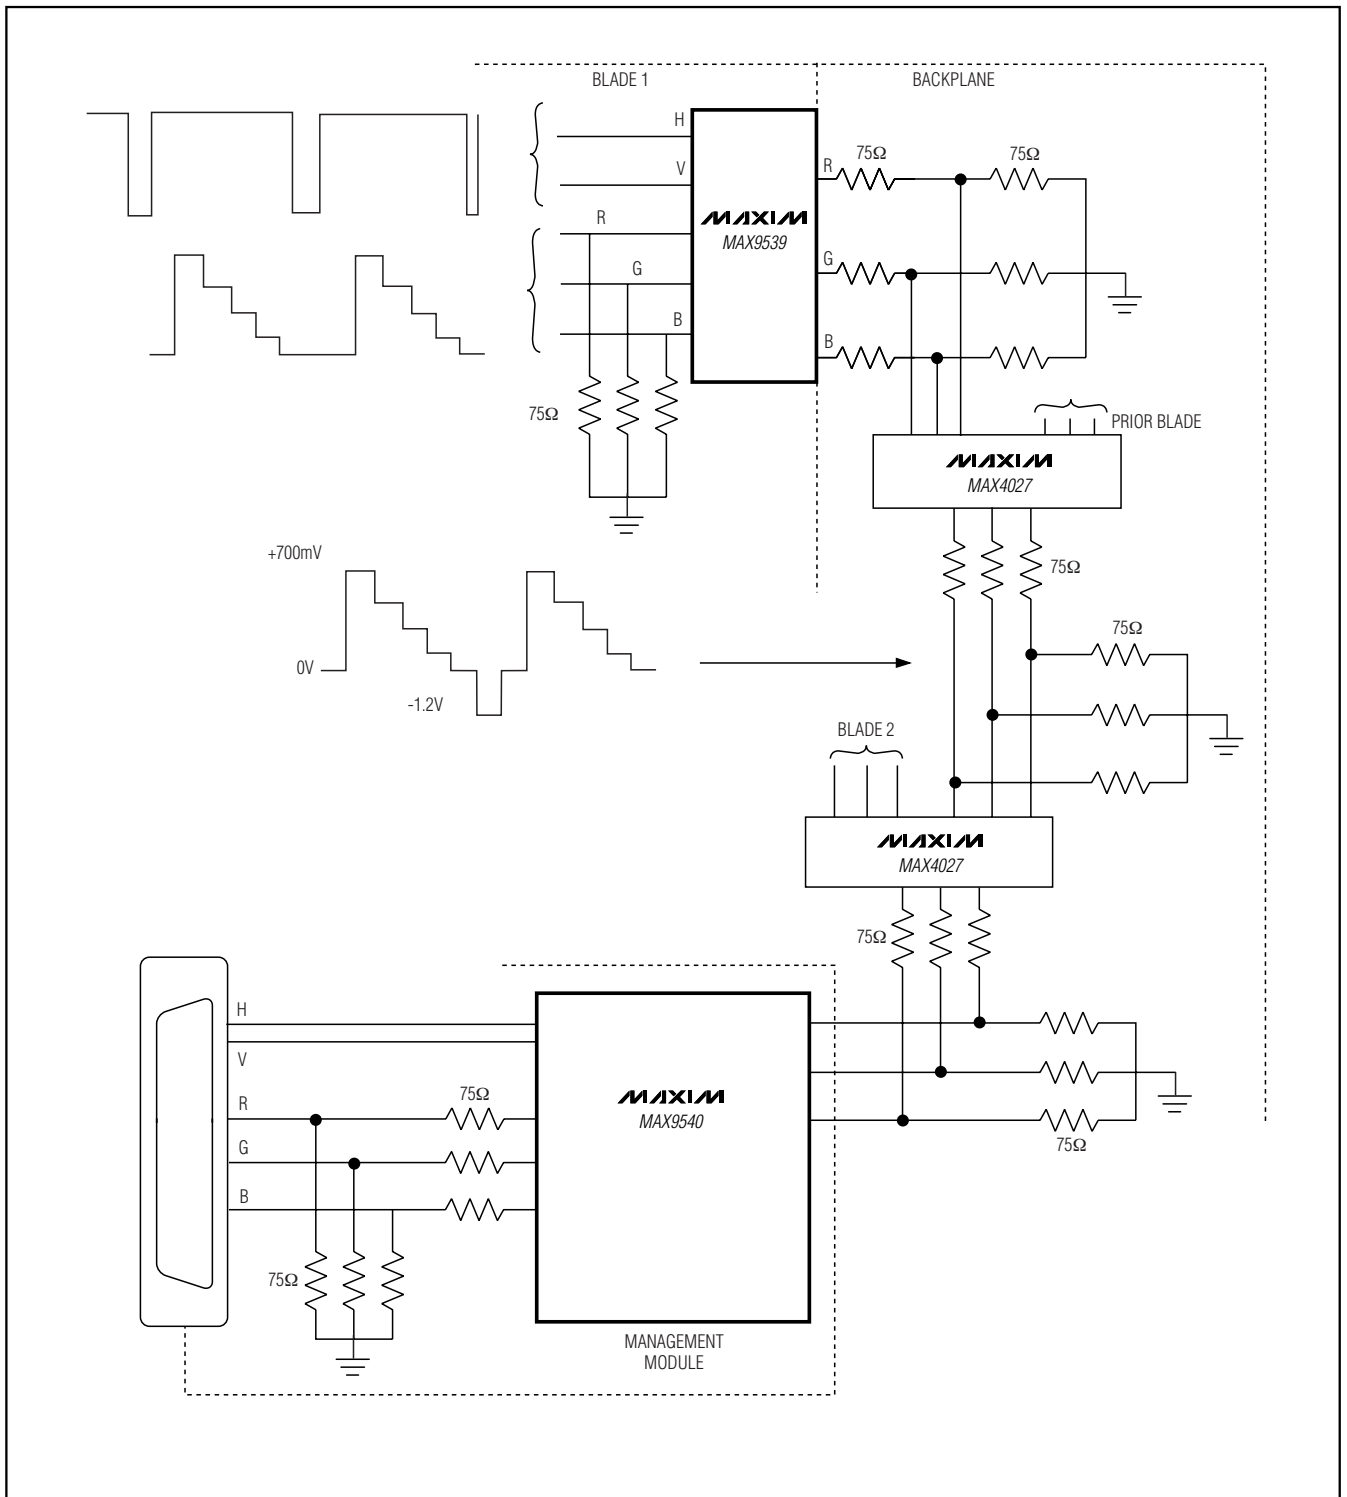 BLADE 1
BACKPLANE
H
V
R
G
B
MAXIM
MAX9539
R
75Ω
75Ω
G
B
75Ω
PRIOR BLADE
MAXIM
MAX4027
75Ω
+700mV
0V
-1.2V
75Ω
BLADE 2
MAXIM
MAX4027
75Ω
H
V
R
75Ω
G
B
75Ω
MAXIM
MAX9540
75Ω
MANAGEMENT
MODULE